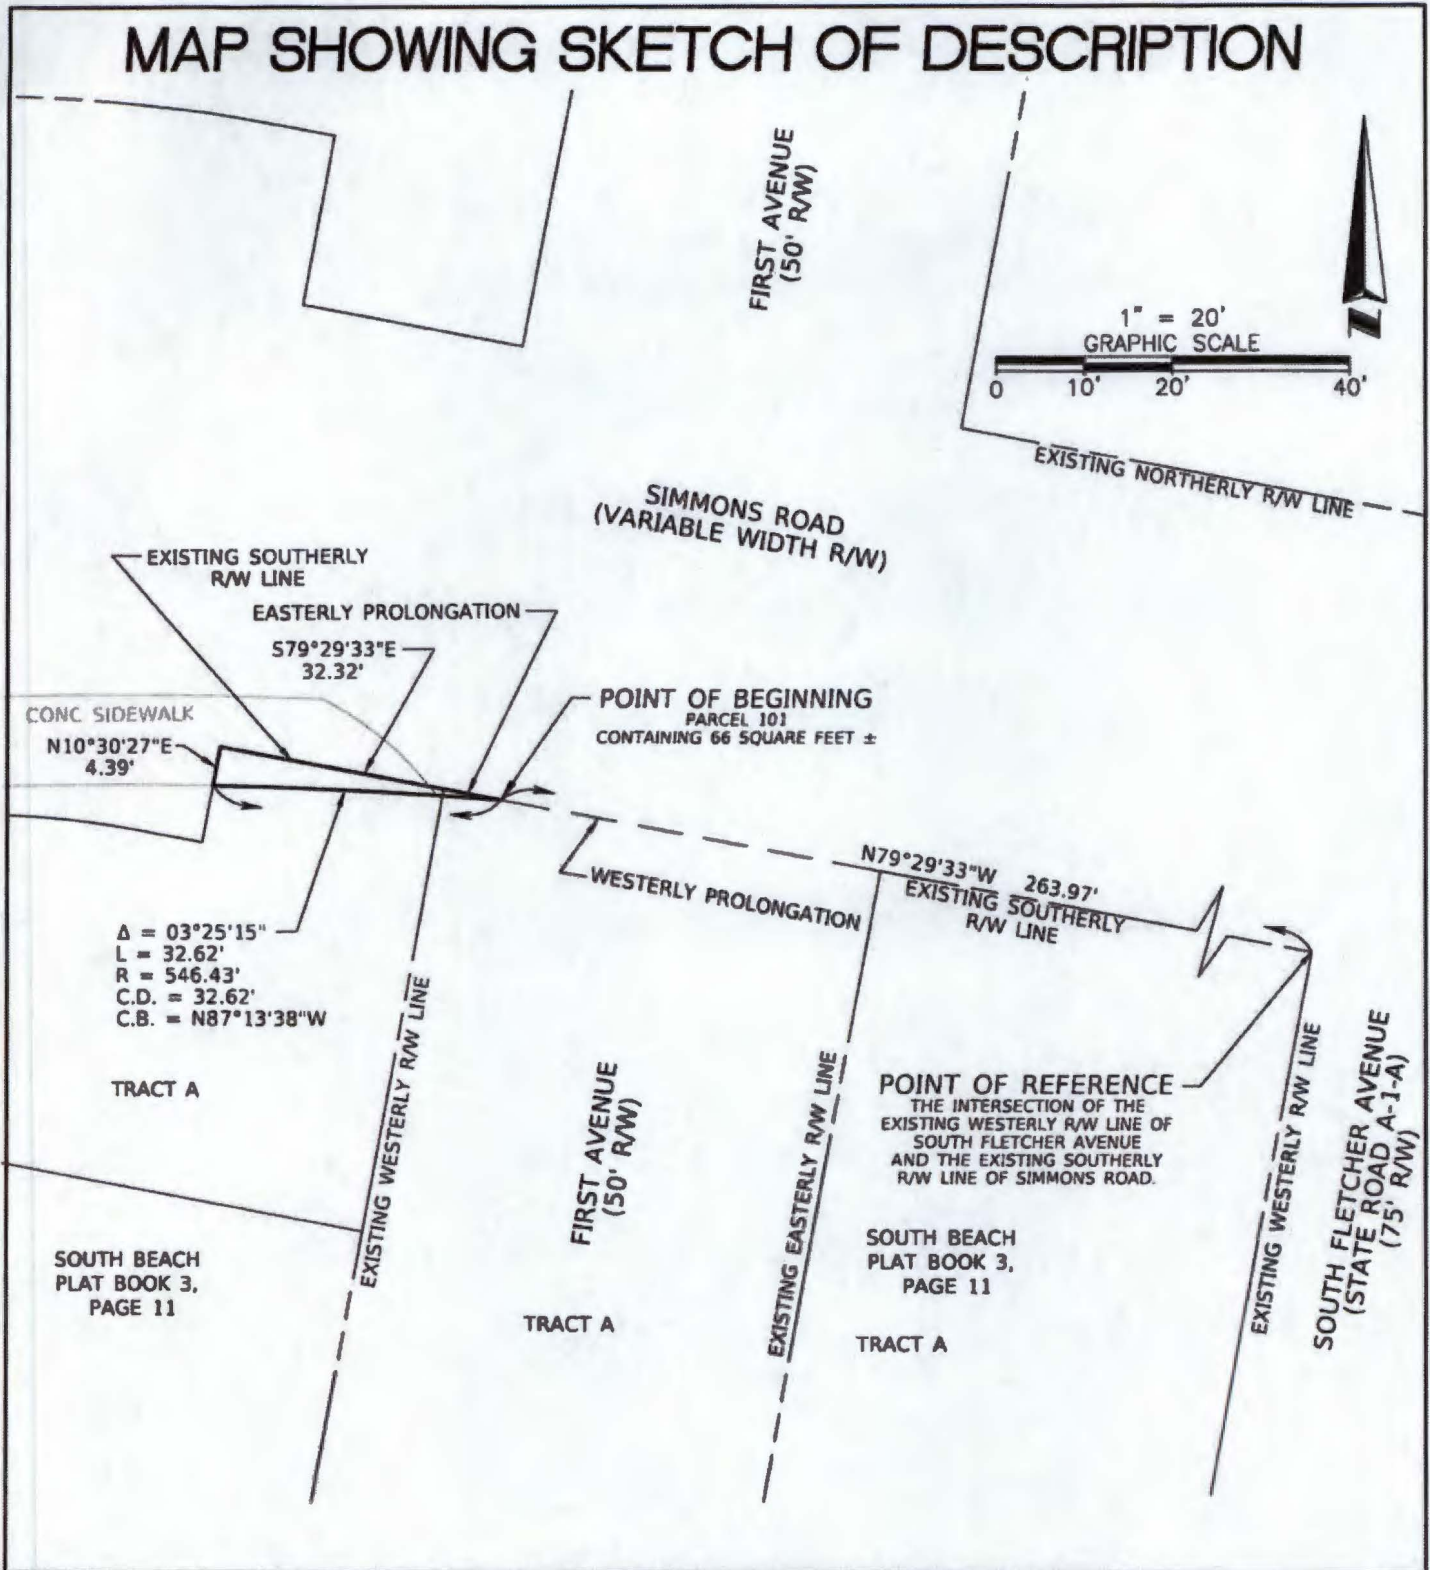 MAP SHOWING SKETCH OF DESCRIPTION
FIRST AVENUE
(50' R/W)
1" = 20'
GRAPHIC SCALE
0 10' 20' 40'
N
EXISTING NORTHERLY R/W LINE
SIMMONS ROAD
(VARIABLE WIDTH R/W)
EXISTING SOUTHERLY
R/W LINE
EASTERLY PROLONGATION
S79°29'33"E
32.32'
POINT OF BEGINNING
PARCEL 101
CONTAINING 66 SQUARE FEET ±
CONC SIDEWALK
N10°30'27"E
4.39'
WESTERLY PROLONGATION
N79°29'33"W 263.97'
EXISTING SOUTHERLY
R/W LINE
Δ = 03°25'15"
L = 32.62'
R = 546.43'
C.D. = 32.62'
C.B. = N87°13'38"W
TRACT A
EXISTING WESTERLY R/W LINE
FIRST AVENUE
(50' R/W)
EXISTING EASTERLY R/W LINE
POINT OF REFERENCE
THE INTERSECTION OF THE
EXISTING WESTERLY R/W LINE OF
SOUTH FLETCHER AVENUE
AND THE EXISTING SOUTHERLY
R/W LINE OF SIMMONS ROAD.
EXISTING WESTERLY R/W LINE
SOUTH FLETCHER AVENUE
(STATE ROAD A-1-A)
(75' R/W)
SOUTH BEACH
PLAT BOOK 3,
PAGE 11
TRACT A
SOUTH BEACH
PLAT BOOK 3,
PAGE 11
TRACT A